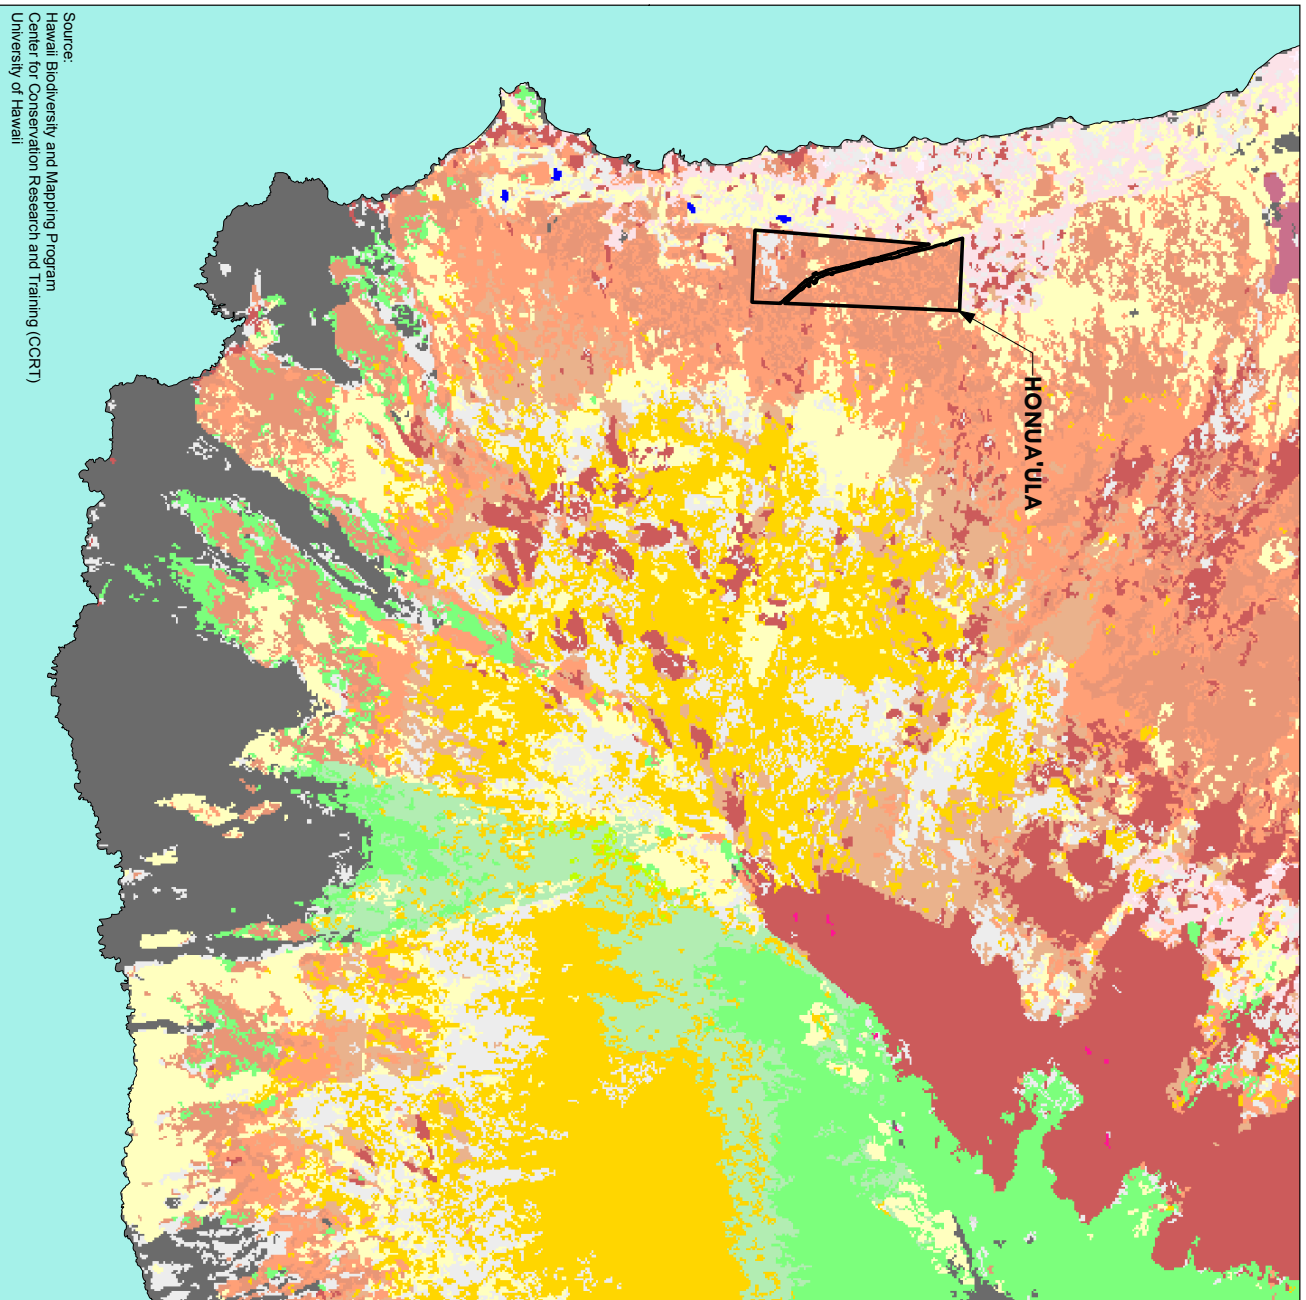 HONUA'ULA
Source:
Hawaii Biodiversity and Mapping Program
Center for Conservation Research and Training (CCRT)
University of Hawaii